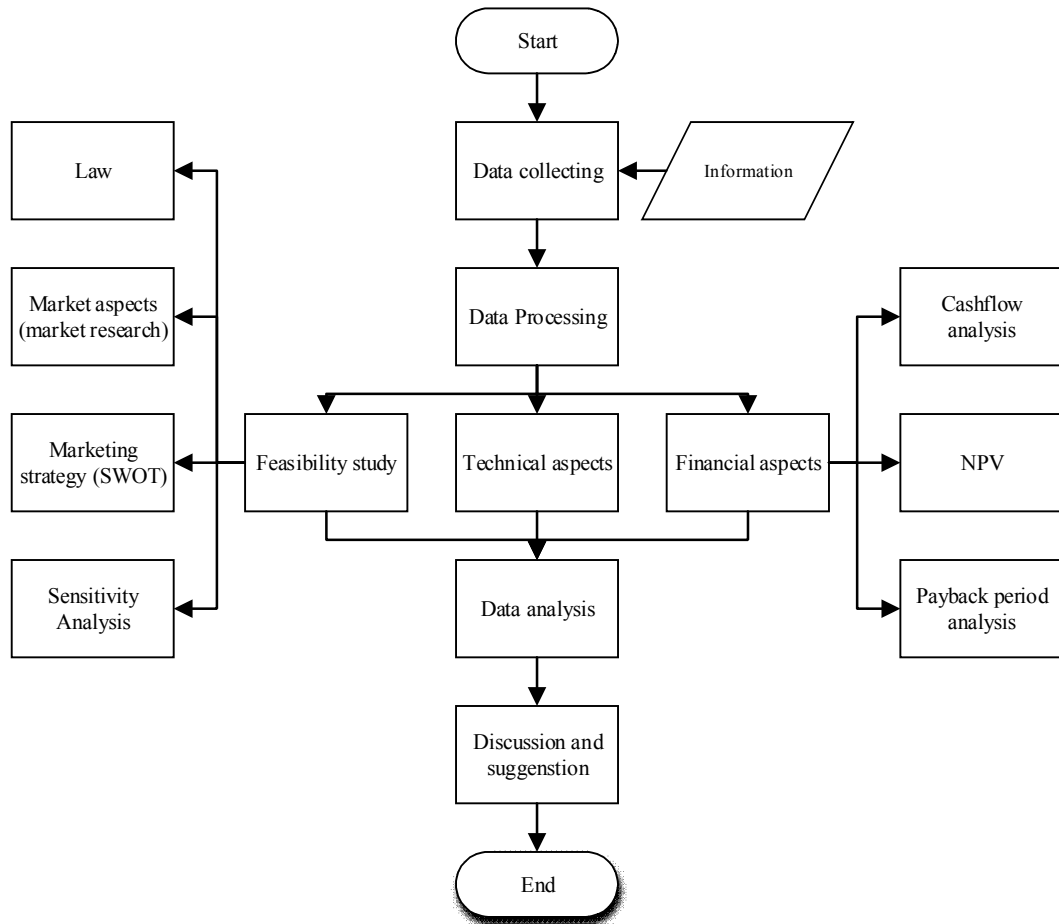 Start
Law
Data collecting
Information
Market aspects
(market research)
Data Processing
Cashflow
analysis
Marketing
strategy (SWOT)
Feasibility study
Technical aspects
Financial aspects
NPV
Sensitivity
Analysis
Data analysis
Payback period
analysis
Discussion and
suggenstion
End